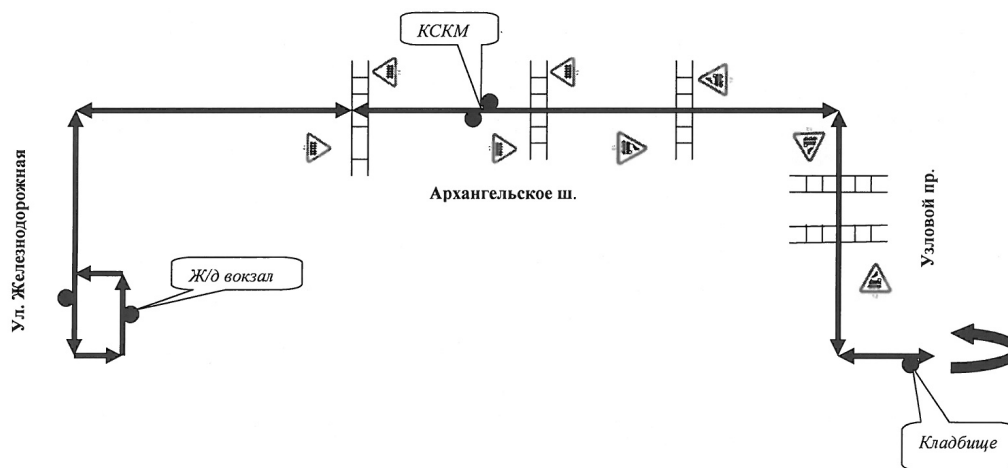 КСКМ
Архангельское ш.
Ул. Железнодорожная
Ж/д вокзал
Узловой пр.
Кладбище